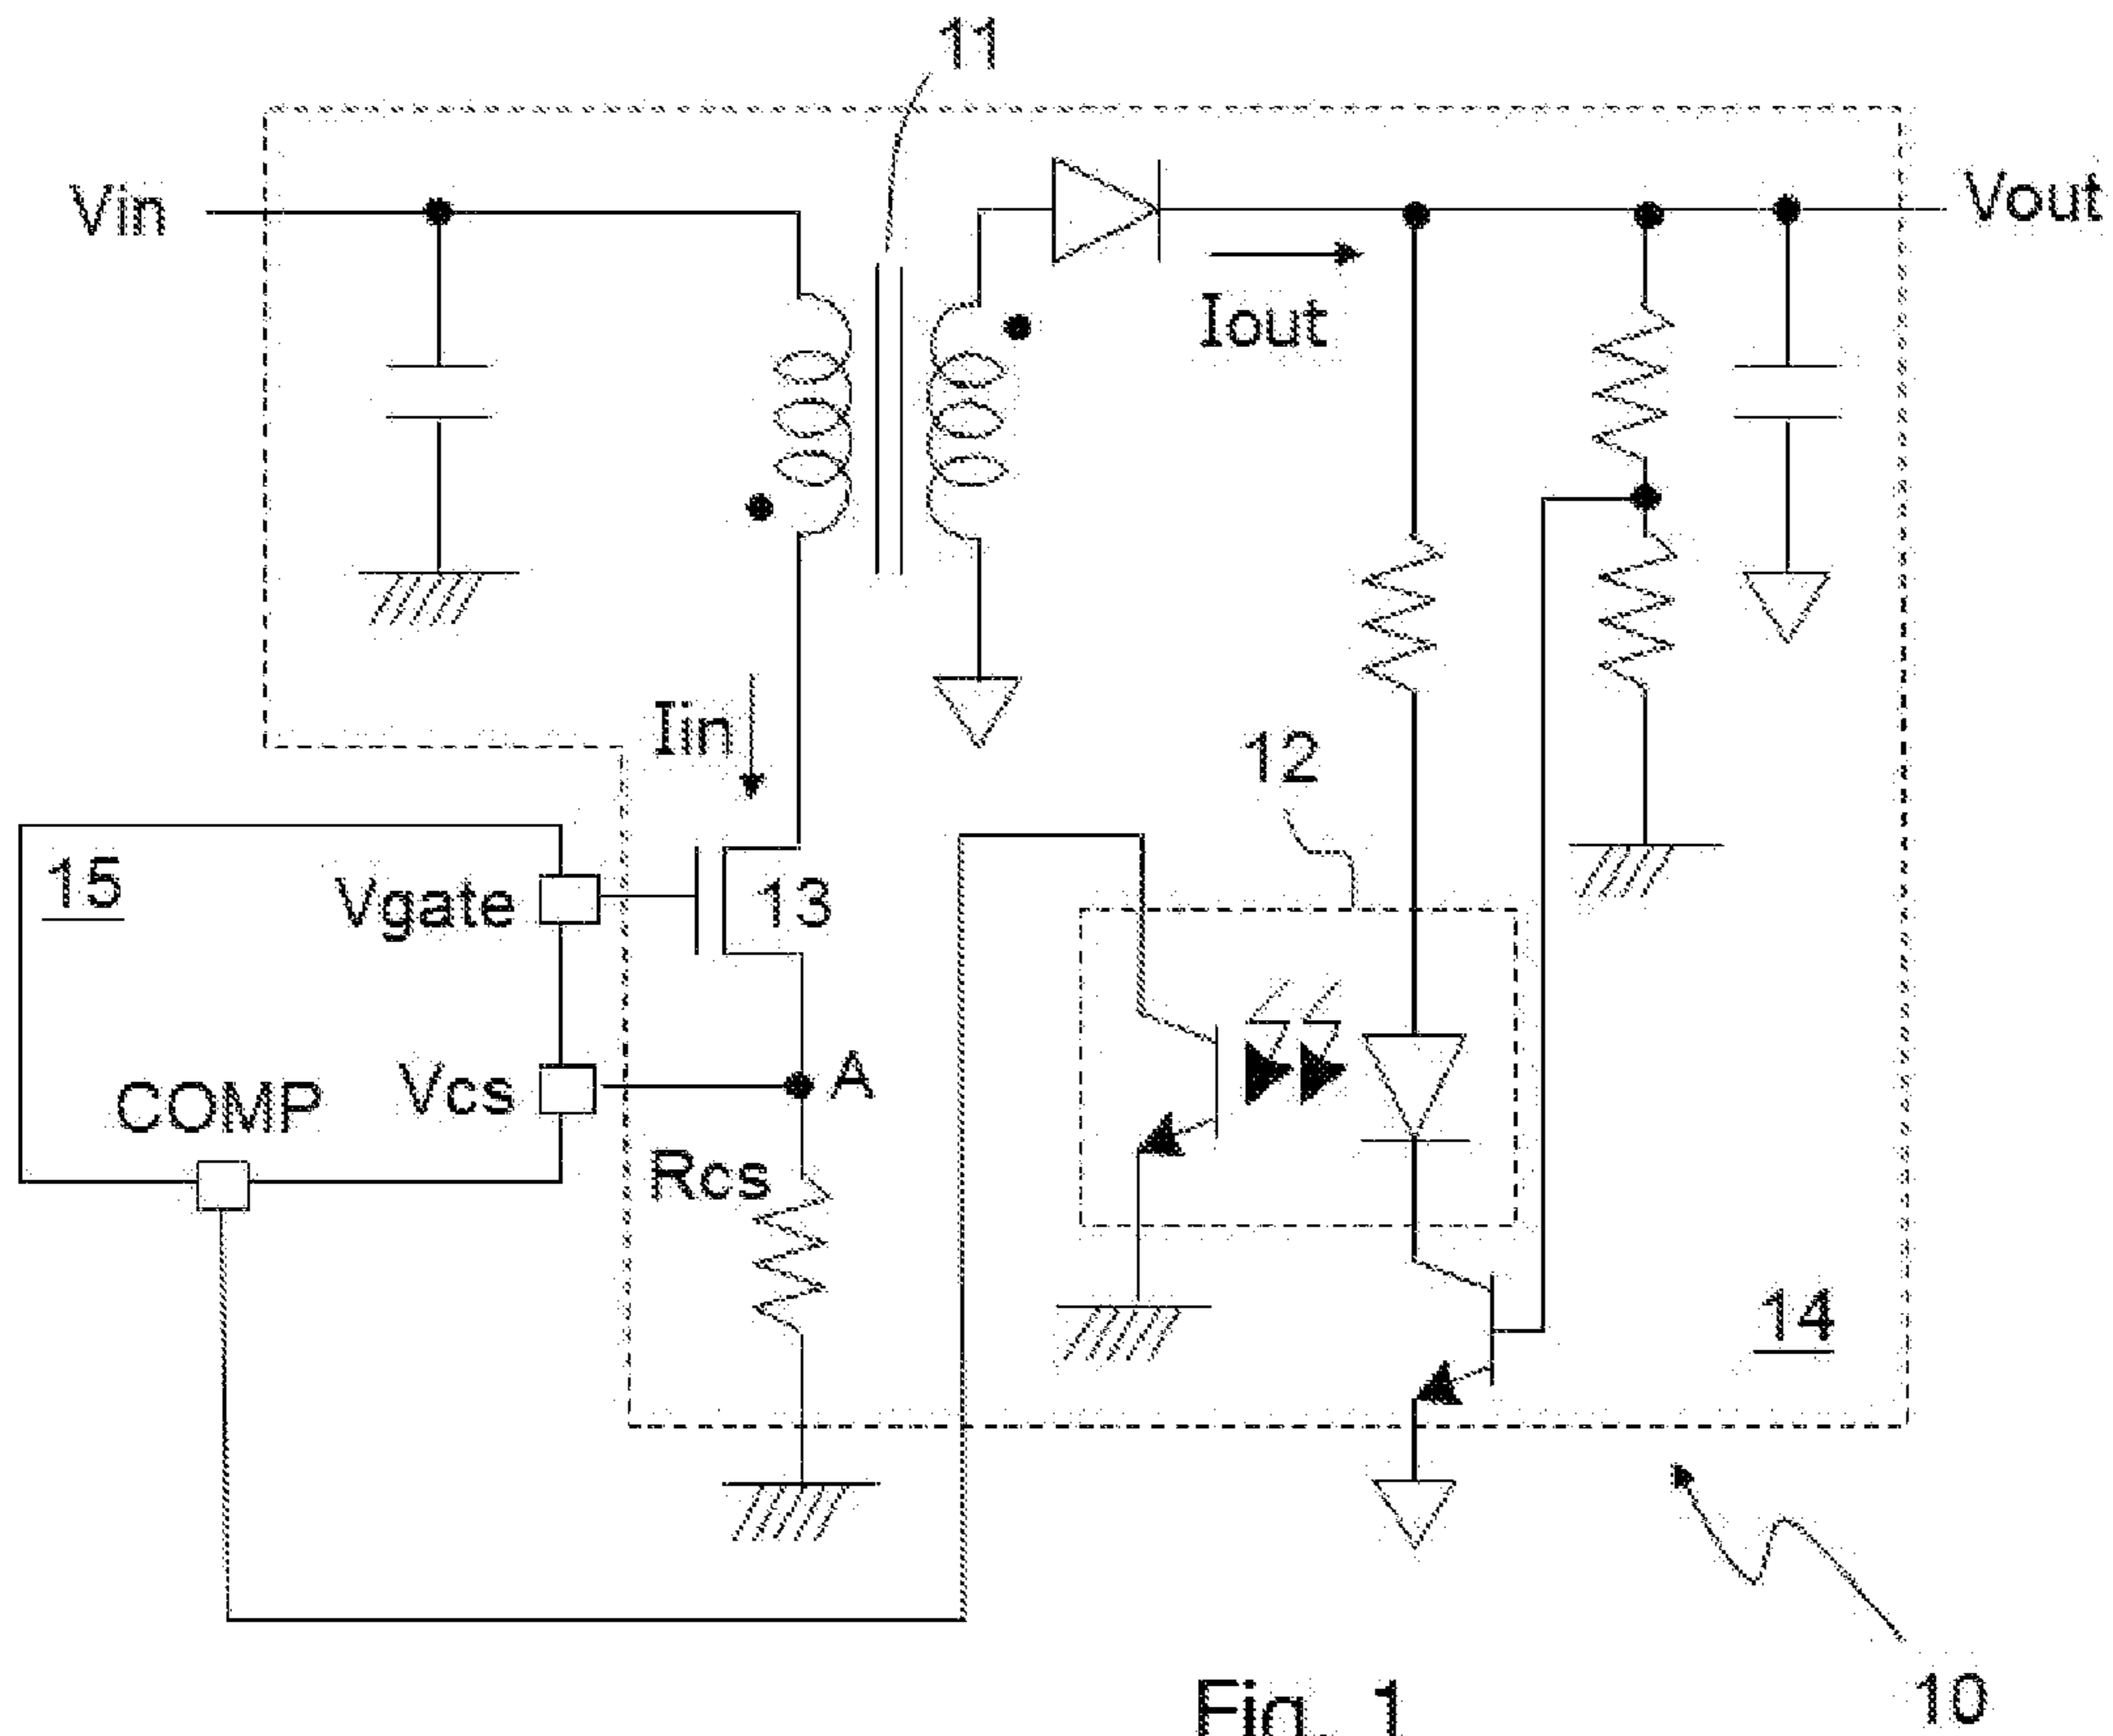 11
Vin
Vout
Iout
Iin
12
15
Vgate
13
Vcs
A
COMP
Rcs
14
10
Fig. 1